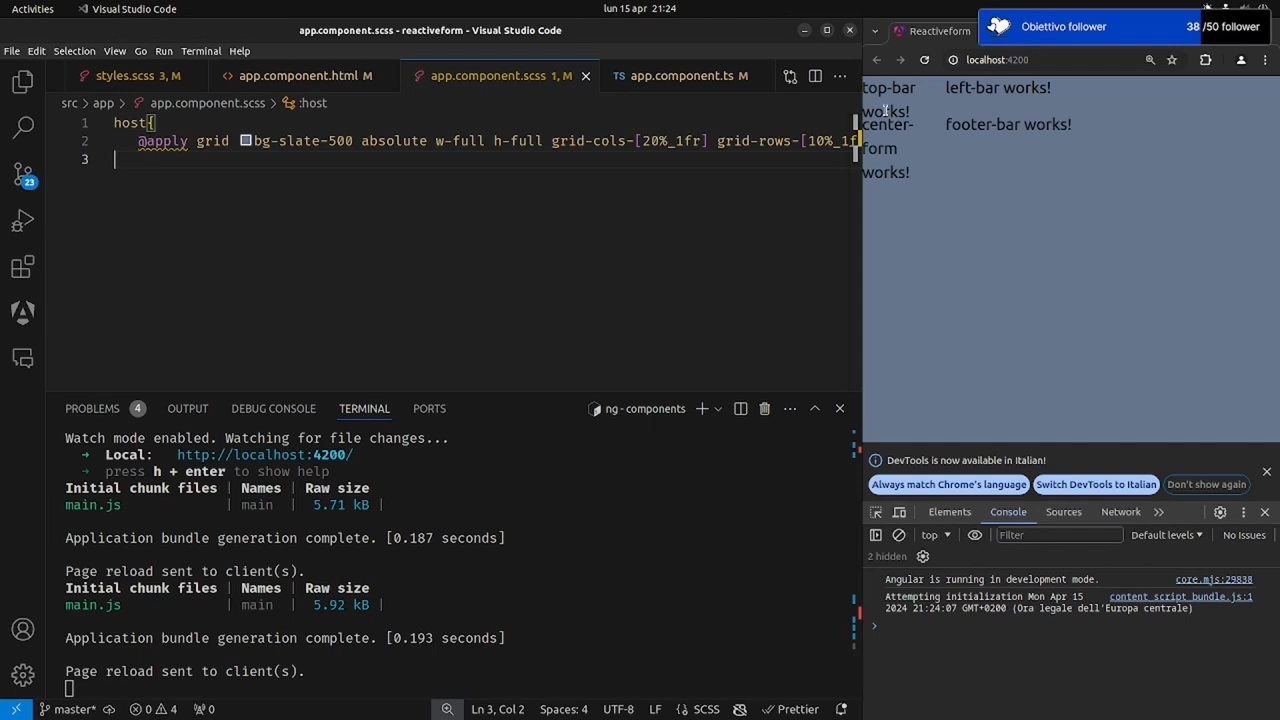 Activities
Visual Studio Code
lun 15 apr 21:24
app.component.scss - reactiveform - Visual Studio Code
File Edit Selection View Go Run Terminal Help
styles.scss 3, M
app.component.html M
app.component.scss 1, M
TS app.component.ts M
src
app
app.component.scss
:host
1 host{
2 @apply grid bg-slate-500 absolute w-full h-full grid-cols-[20%_1fr] grid-rows-[10%_1f
3
23
PROBLEMS 4 OUTPUT DEBUG CONSOLE TERMINAL PORTS
ng - components
Watch mode enabled. Watching for file changes...
➜ Local: http://localhost:4200/
➜ press h + enter to show help
Initial chunk files | Names | Raw size
main.js | main | 5.71 kB |
Application bundle generation complete. [0.187 seconds]
Page reload sent to client(s).
Initial chunk files | Names | Raw size
main.js | main | 5.92 kB |
Application bundle generation complete. [0.193 seconds]
Page reload sent to client(s).
master* 0 4 0
Ln 3, Col 2 Spaces: 4 UTF-8 LF SCSS Prettier
Reactiveform
Obiettivo follower 38 /50 follower
localhost:4200
top-bar works!
left-bar works!
center-form works!
footer-bar works!
DevTools is now available in Italian!
Always match Chrome's language
Switch DevTools to Italian
Don't show again
Elements Console Sources Network
top
Filter
Default levels
No Issues
2 hidden
Angular is running in development mode. core.mjs:29838
Attempting initialization Mon Apr 15 content script bundle.js:1
2024 21:24:07 GMT+0200 (Ora legale dell'Europa centrale)